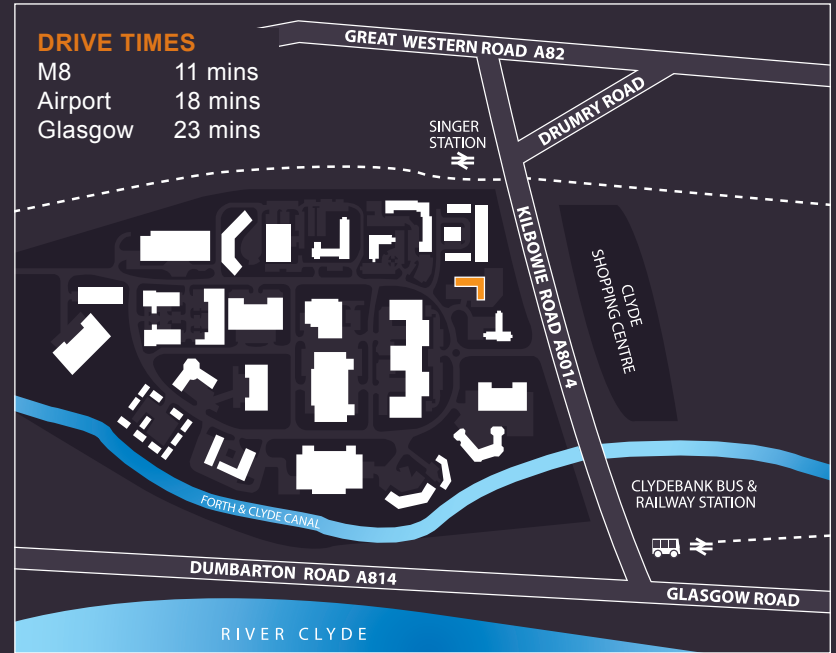 DRIVE TIMES
M8 11 mins
Airport 18 mins
Glasgow 23 mins
GREAT WESTERN ROAD A82
DRUMRY ROAD
SINGER
STATION
KILBOWIE ROAD A8014
CLYDE
SHOPPING CENTRE
CLYDEBANK BUS &
RAILWAY STATION
FORTH & CLYDE CANAL
DUMBARTON ROAD A814
GLASGOW ROAD
RIVER CLYDE